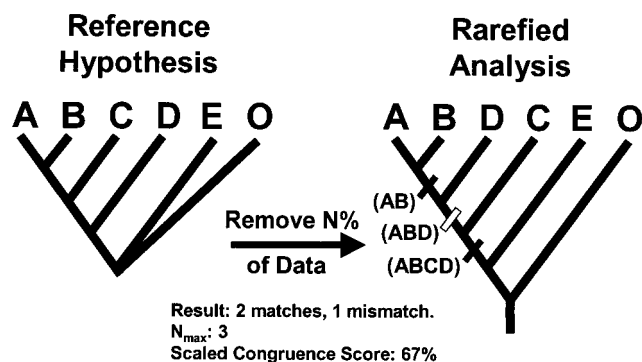 Reference
Hypothesis
A B C D E O
Rarefied
Analysis
A B D C E O
Remove N%
of Data
(AB)
(ABD)
(ABCD)
Result: 2 matches, 1 mismatch.
Nmax: 3
Scaled Congruence Score: 67%